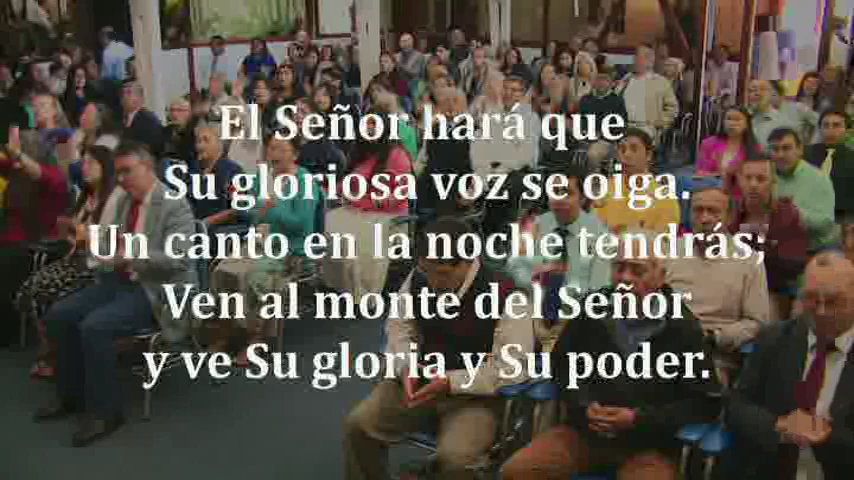 El Señor hará que
Su gloriosa voz se oiga.
Un canto en la noche tendrás;
Ven al monte del Señor
y ve Su gloria y Su poder.